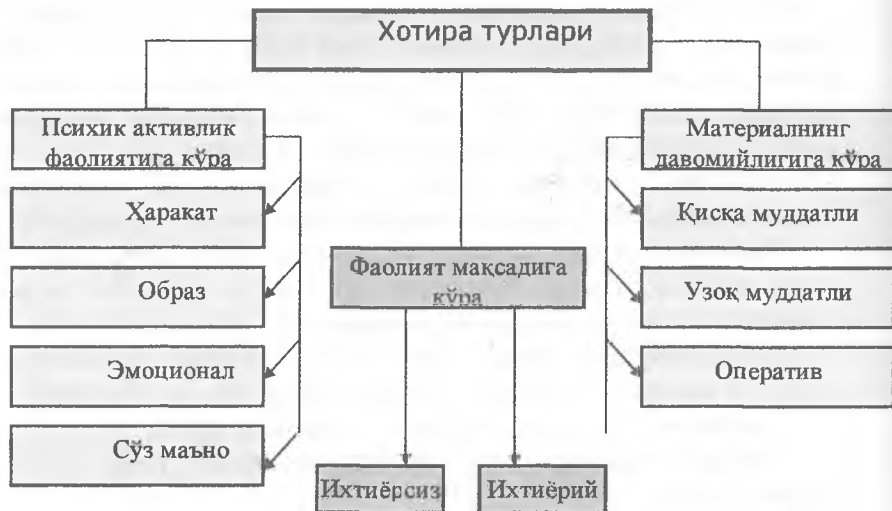 Хотира турлари
Психик активлик
фаолиятига кўра
Ҳаракат
Образ
Эмоционал
Сўз маъно
Фаолият мақсадига
кўра
Ихтиёрсиз
Ихтиёрий
Материалнинг
давомийлигига кўра
Қисқа муддатли
Узоқ муддатли
Оператив